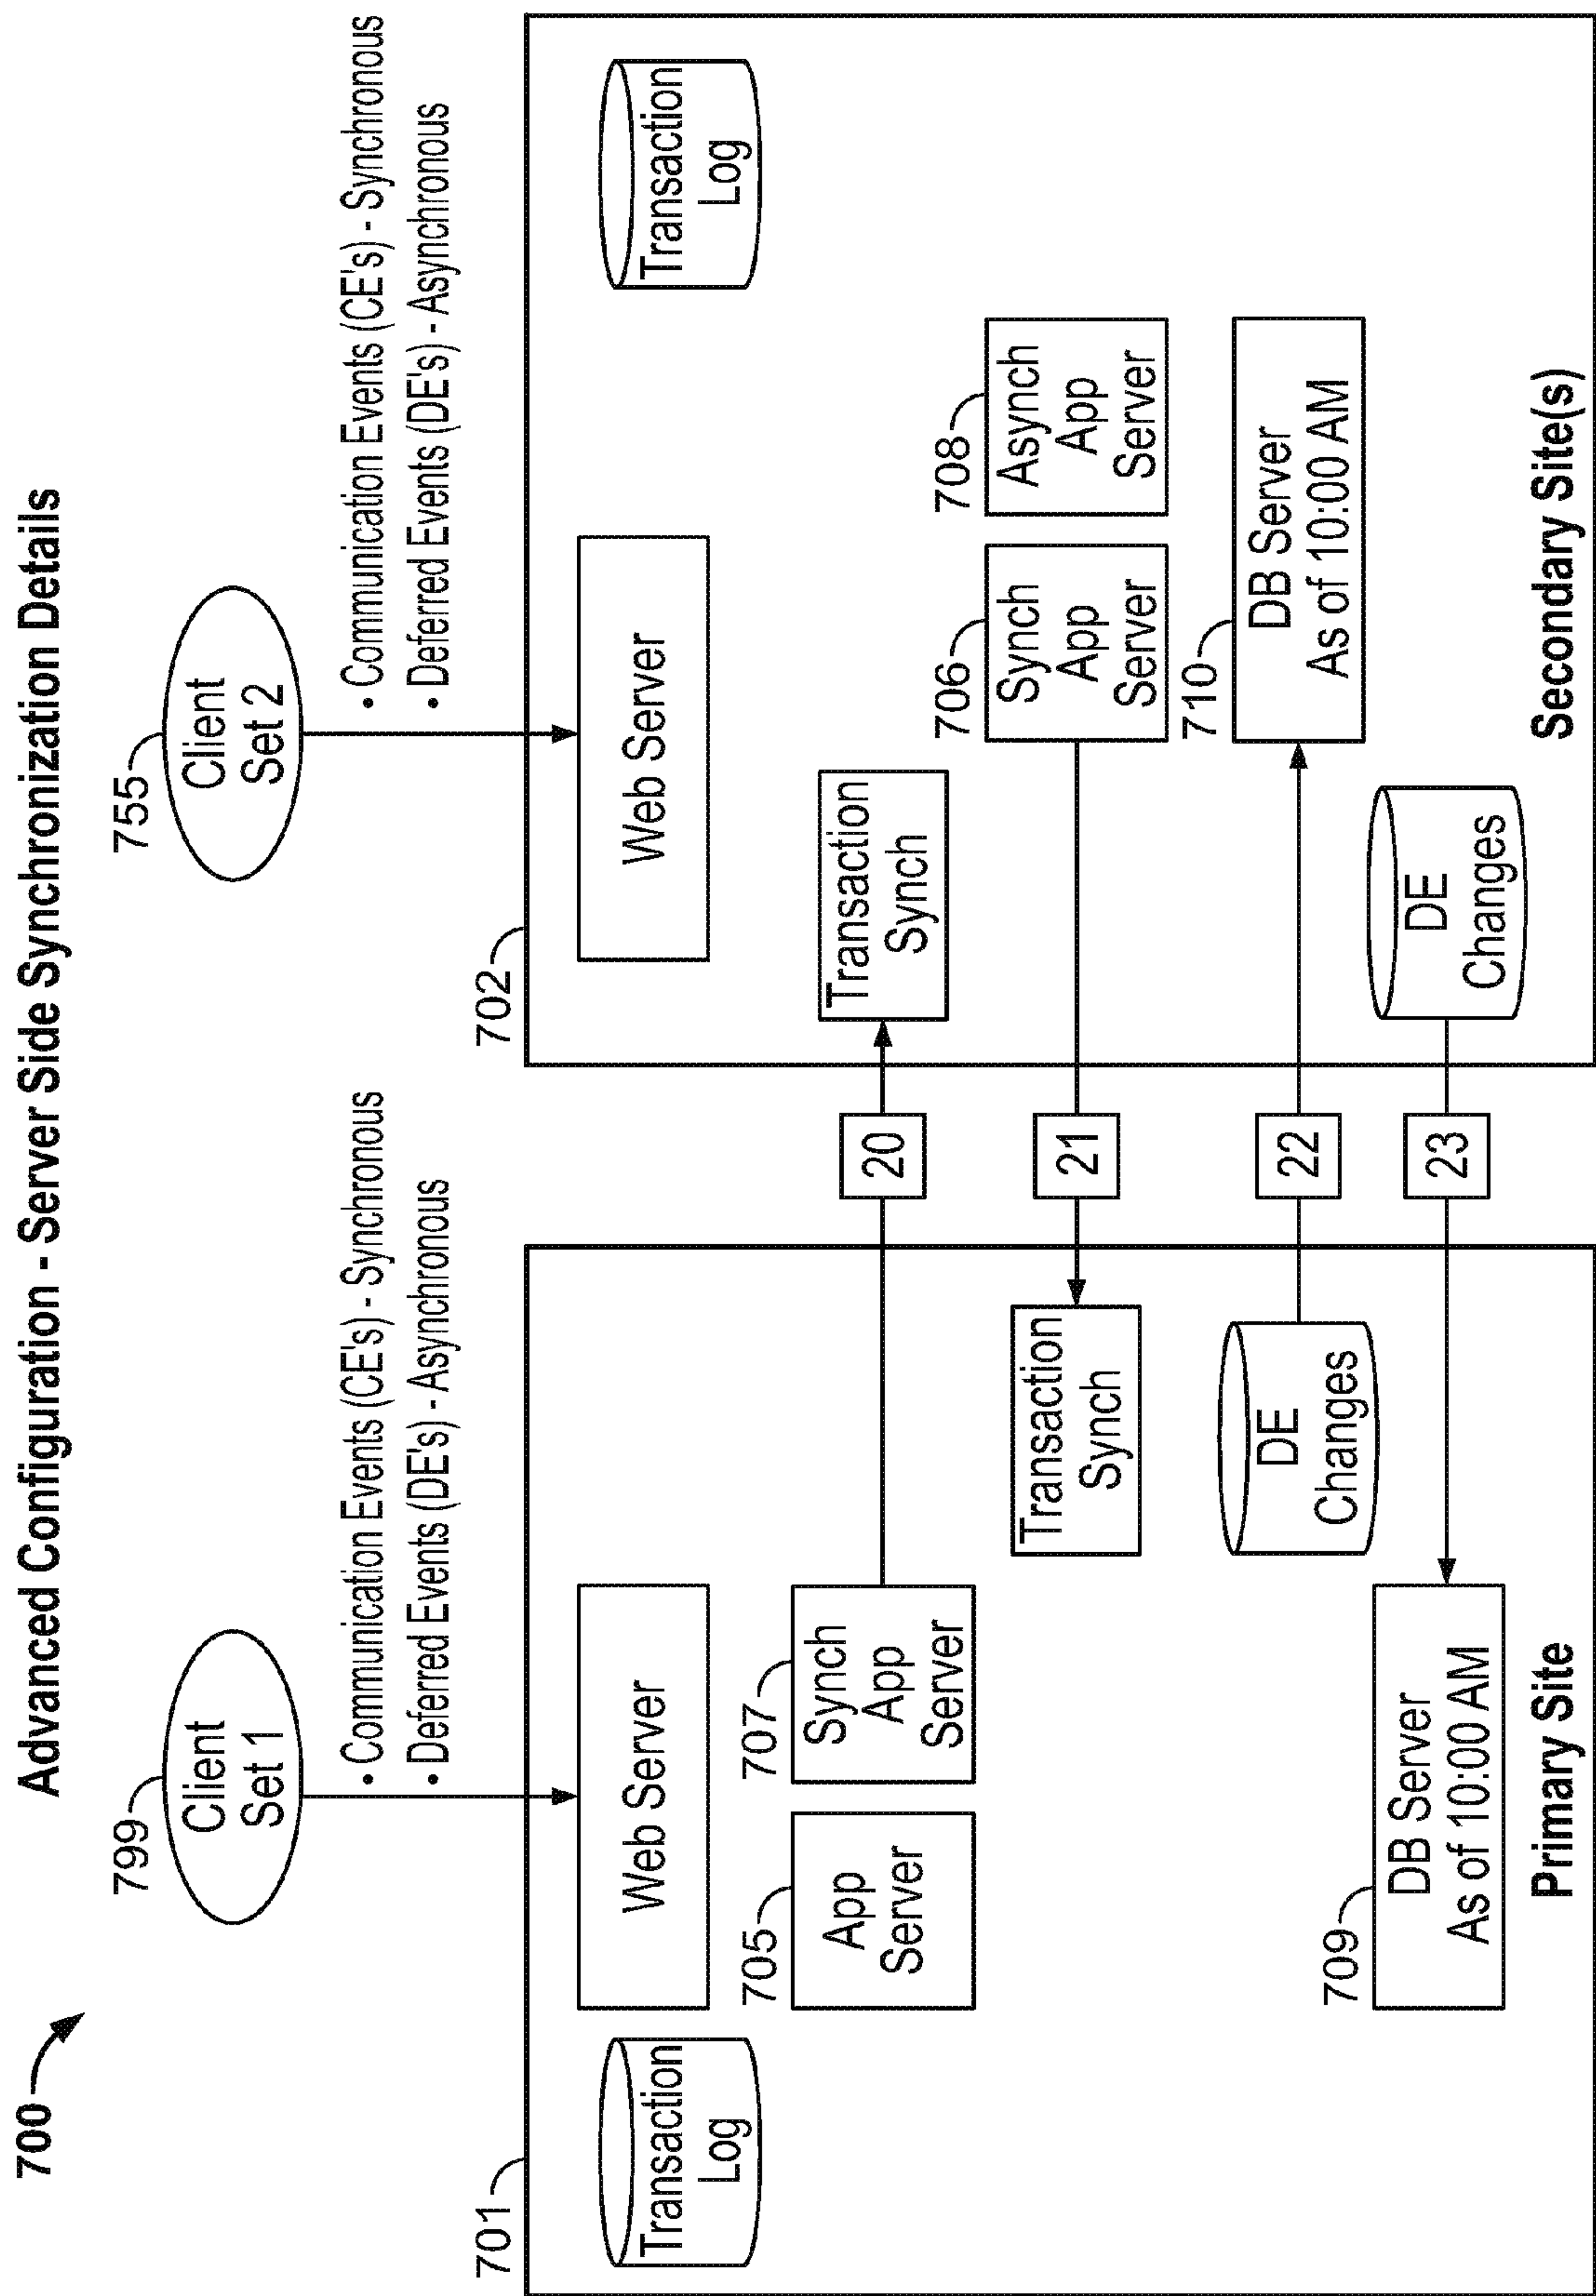 Advanced Configuration - Server Side Synchronization Details
700
799
Client
Set 1
• Communication Events (CE's) - Synchronous
• Deferred Events (DE's) - Asynchronous
755
Client
Set 2
• Communication Events (CE's) - Synchronous
• Deferred Events (DE's) - Asynchronous
701
Transaction
Log
Web Server
705
App
Server
707
Synch
App
Server
Transaction
Synch
DE
Changes
709
DB Server
As of 10:00 AM
Primary Site
20
21
22
23
702
Web Server
Transaction
Log
Transaction
Synch
706
Synch
App
Server
708
Asynch
App
Server
710
DB Server
As of 10:00 AM
DE
Changes
Secondary Site(s)